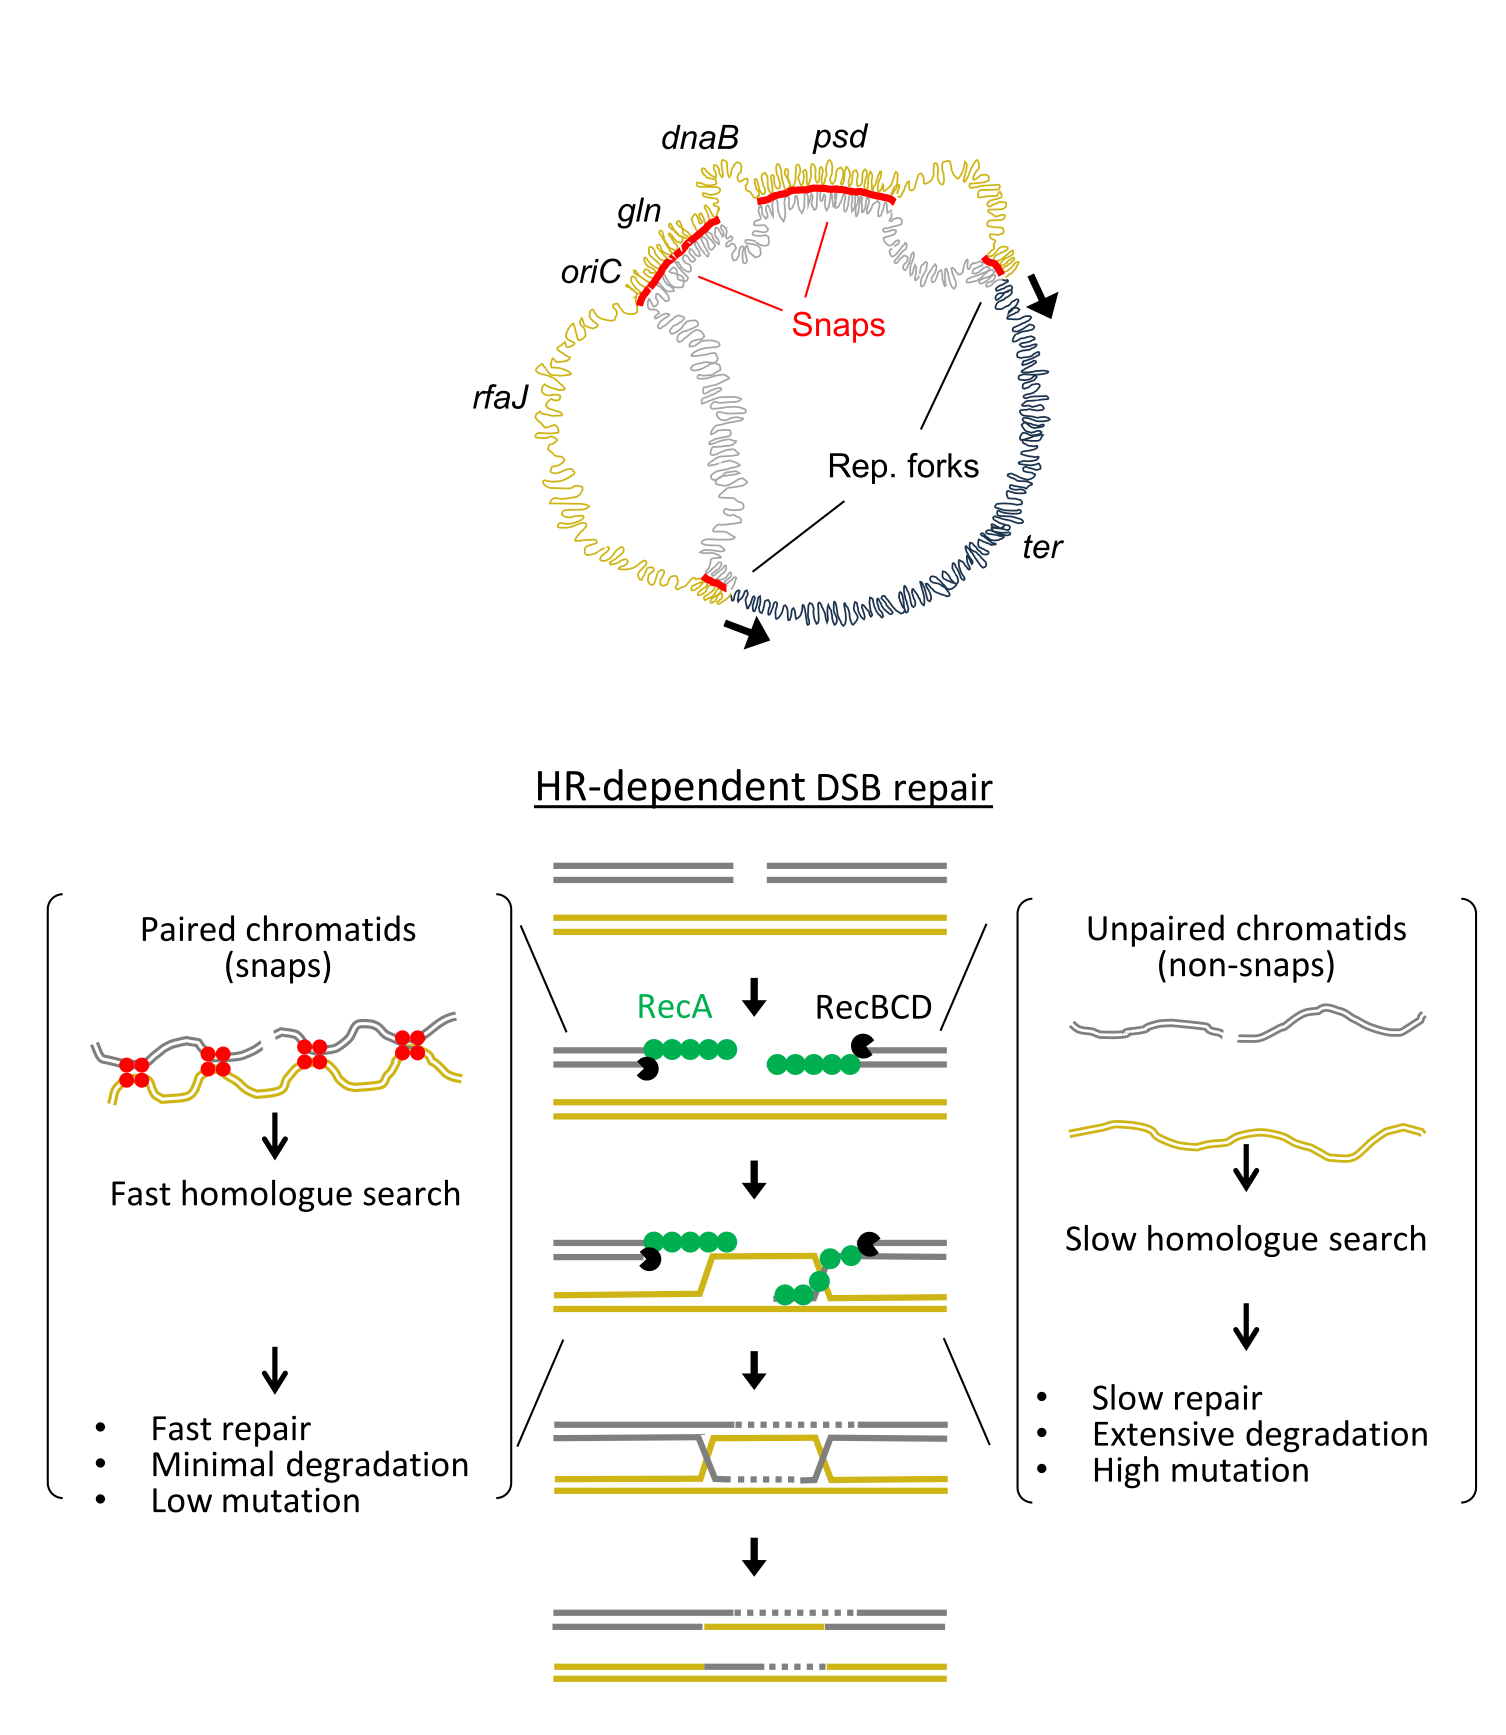 dnaB
psd
gln
oriC
Snaps
rfaJ
Rep. forks
ter
HR-dependent DSB repair
Paired chromatids
(snaps)
Fast homologue search
• Fast repair
• Minimal degradation
• Low mutation
RecA
RecBCD
Unpaired chromatids
(non-snaps)
Slow homologue search
• Slow repair
• Extensive degradation
• High mutation